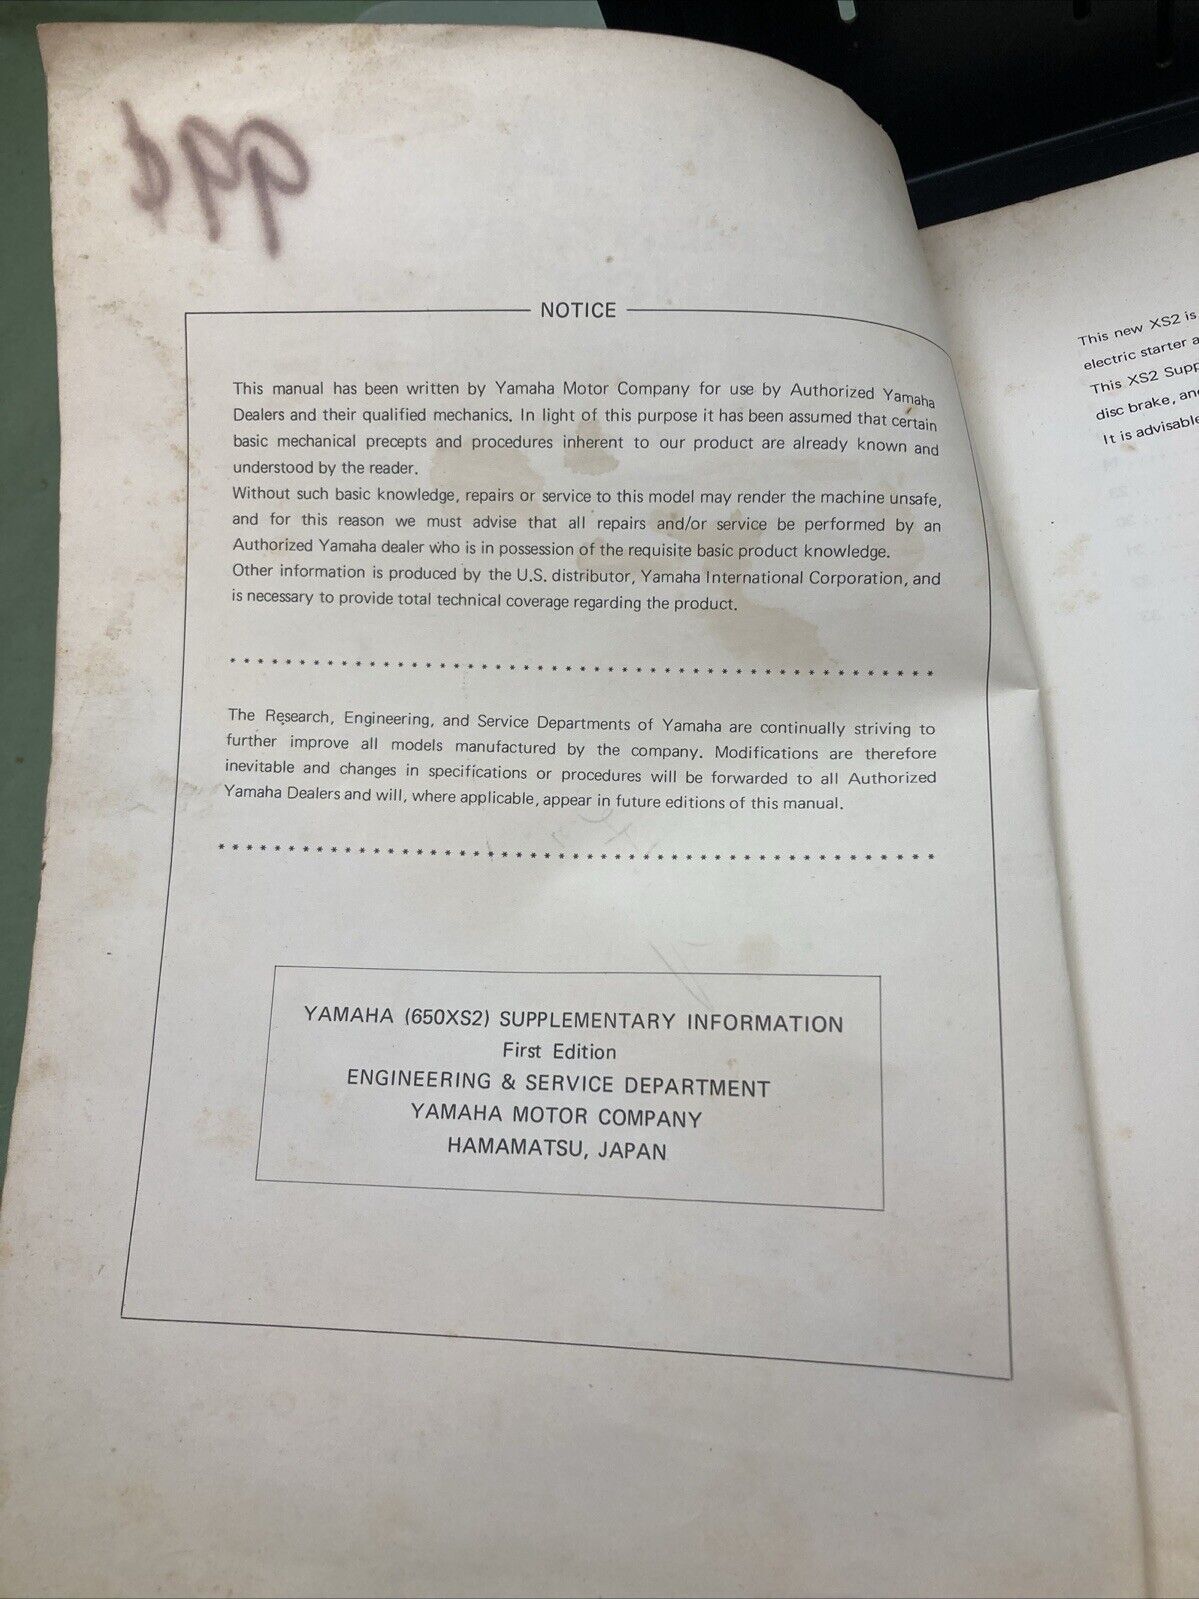 99¢
NOTICE
This manual has been written by Yamaha Motor Company for use by Authorized Yamaha
Dealers and their qualified mechanics. In light of this purpose it has been assumed that certain
basic mechanical precepts and procedures inherent to our product are already known and
understood by the reader.
Without such basic knowledge, repairs or service to this model may render the machine unsafe,
and for this reason we must advise that all repairs and/or service be performed by an
Authorized Yamaha dealer who is in possession of the requisite basic product knowledge.
Other information is produced by the U.S. distributor, Yamaha International Corporation, and
is necessary to provide total technical coverage regarding the product.
The Research, Engineering, and Service Departments of Yamaha are continually striving to
further improve all models manufactured by the company. Modifications are therefore
inevitable and changes in specifications or procedures will be forwarded to all Authorized
Yamaha Dealers and will, where applicable, appear in future editions of this manual.
YAMAHA (650XS2) SUPPLEMENTARY INFORMATION
First Edition
ENGINEERING & SERVICE DEPARTMENT
YAMAHA MOTOR COMPANY
HAMAMATSU, JAPAN
This new XS2 is
electric starter
This XS2
disc brake,
It is advisable